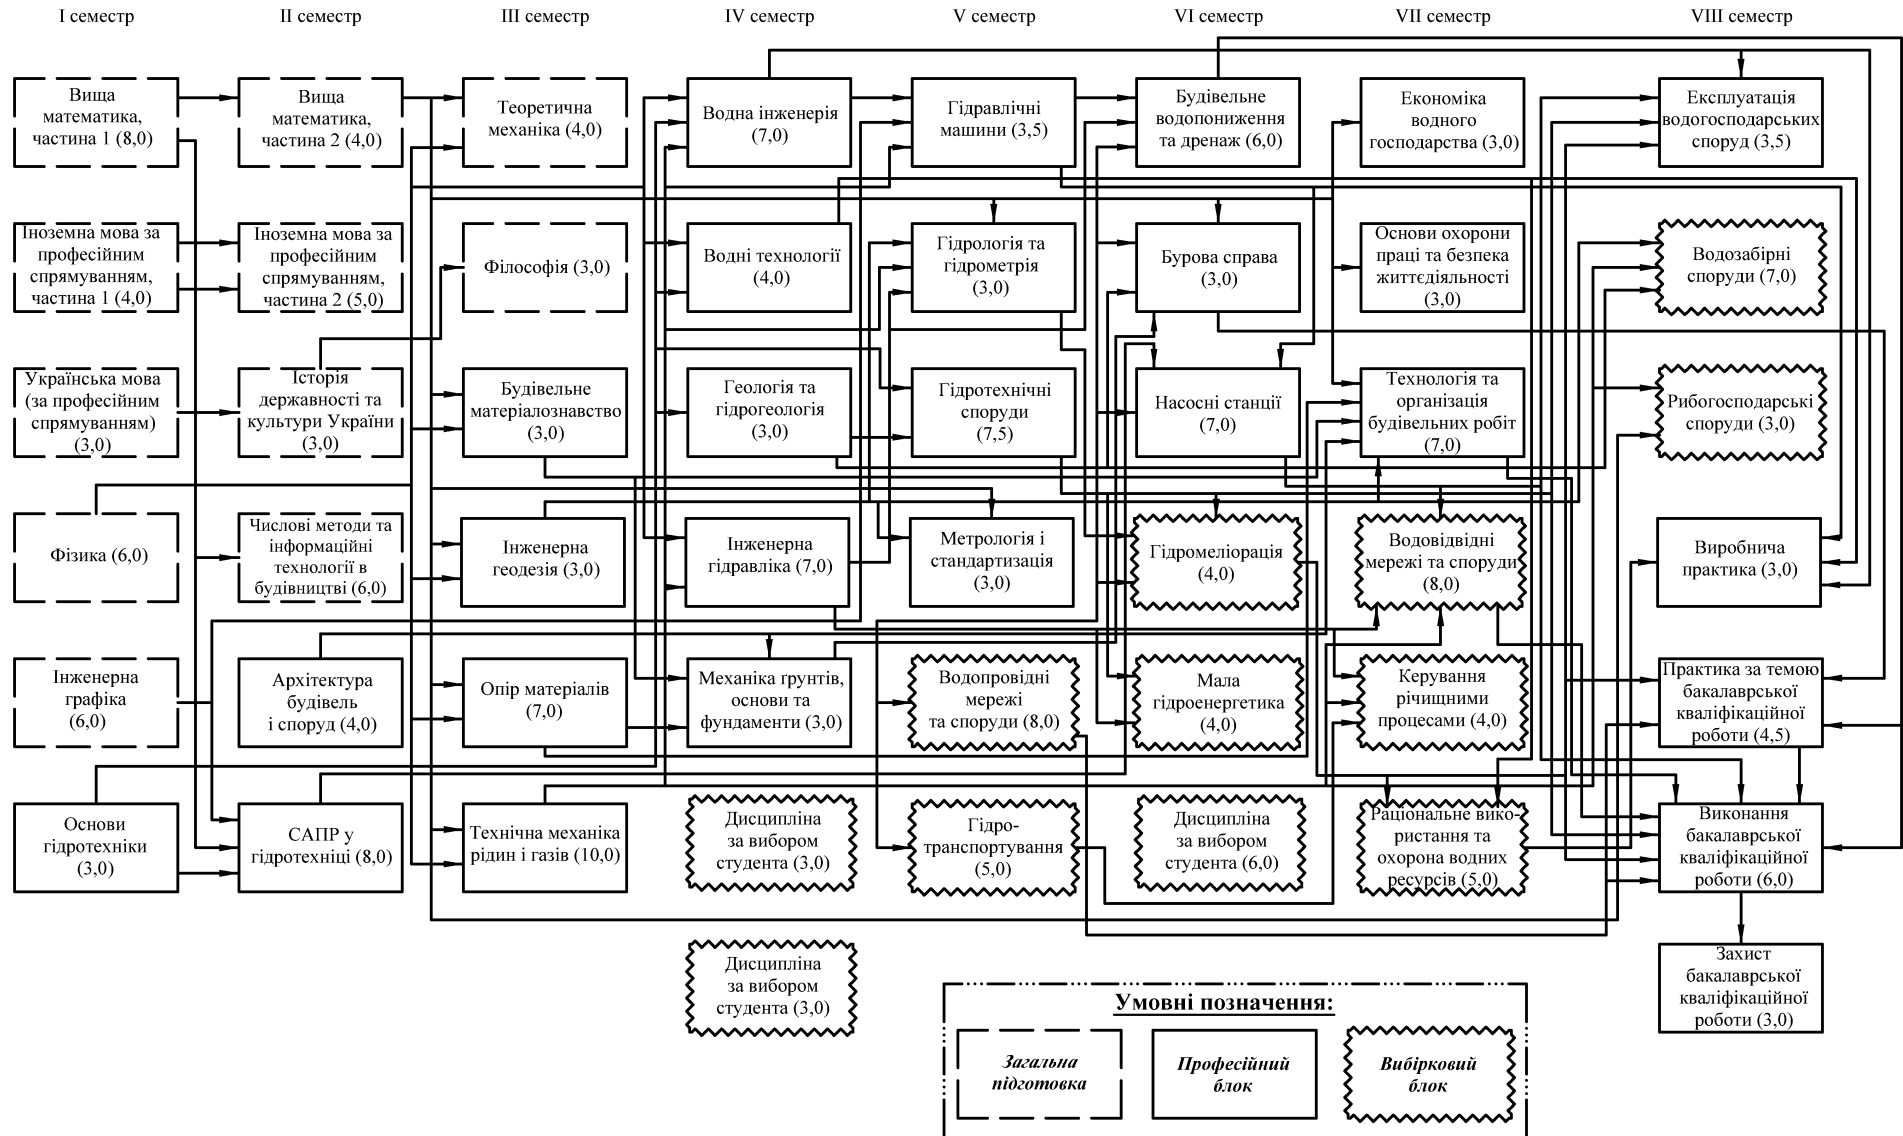 I семестр
II семестр
III семестр
IV семестр
V семестр
VI семестр
VII семестр
VIII семестр
Вища
математика,
частина 1 (8,0)
Вища
математика,
частина 2 (4,0)
Теоретична
механіка (4,0)
Водна інженерія
(7,0)
Гідравлічні
машини (3,5)
Будівельне
водопониження
та дренаж (6,0)
Економіка
водного
господарства (3,0)
Експлуатація
водогосподарських
споруд (3,5)
Іноземна мова за
професійним
спрямуванням,
частина 1 (4,0)
Іноземна мова за
професійним
спрямуванням,
частина 2 (5,0)
Філософія (3,0)
Водні технології
(4,0)
Гідрологія та
гідрометрія
(3,0)
Бурова справа
(3,0)
Основи охорони
праці та безпека
життєдіяльності
(3,0)
Водозабірні
споруди (7,0)
Українська мова
(за професійним
спрямуванням)
(3,0)
Історія
державності та
культури України
(3,0)
Будівельне
матеріалознавство
(3,0)
Геологія та
гідрогеологія
(3,0)
Гідротехнічні
споруди
(7,5)
Насосні станції
(7,0)
Технологія та
організація
будівельних робіт
(7,0)
Рибогосподарські
споруди (3,0)
Фізика (6,0)
Числові методи та
інформаційні
технології в
будівництві (6,0)
Інженерна
геодезія (3,0)
Інженерна
гідравліка (7,0)
Метрологія і
стандартизація
(3,0)
Гідромеліорація
(4,0)
Водовідвідні
мережі та споруди
(8,0)
Виробнича
практика (3,0)
Інженерна
графіка
(6,0)
Архітектура
будівель
і споруд (4,0)
Опір матеріалів
(7,0)
Механіка ґрунтів,
основи та
фундаменти (3,0)
Водопровідні
мережі
та споруди (8,0)
Мала
гідроенергетика
(4,0)
Керування
річищними
процесами (4,0)
Практика за темою
бакалаврської
кваліфікаційної
роботи (4,5)
Основи
гідротехніки
(3,0)
САПР у
гідротехніці (8,0)
Технічна механіка
рідин і газів (10,0)
Дисципліна
за вибором
студента (3,0)
Гідро-
транспортування
(5,0)
Дисципліна
за вибором
студента (6,0)
Раціональне вико-
ристання та
охорона водних
ресурсів (5,0)
Виконання
бакалаврської
кваліфікаційної
роботи (6,0)
Дисципліна
за вибором
студента (3,0)
Захист
бакалаврської
кваліфікаційної
роботи (3,0)
Умовні позначення:
Загальна
підготовка
Професійний
блок
Вибірковий
блок